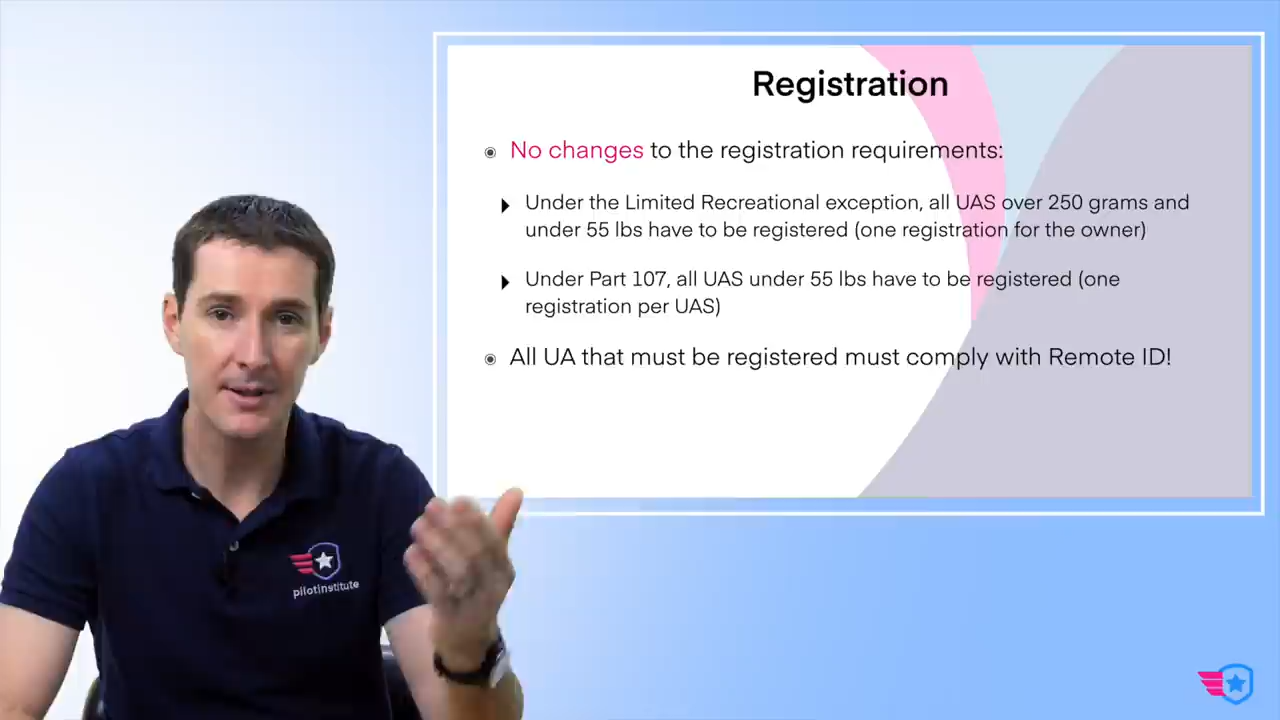 Registration
No changes to the registration requirements:
Under the Limited Recreational exception, all UAS over 250 grams and
under 55 lbs have to be registered (one registration for the owner)
Under Part 107, all UAS under 55 lbs have to be registered (one
registration per UAS)
All UA that must be registered must comply with Remote ID!
pilotinstitute